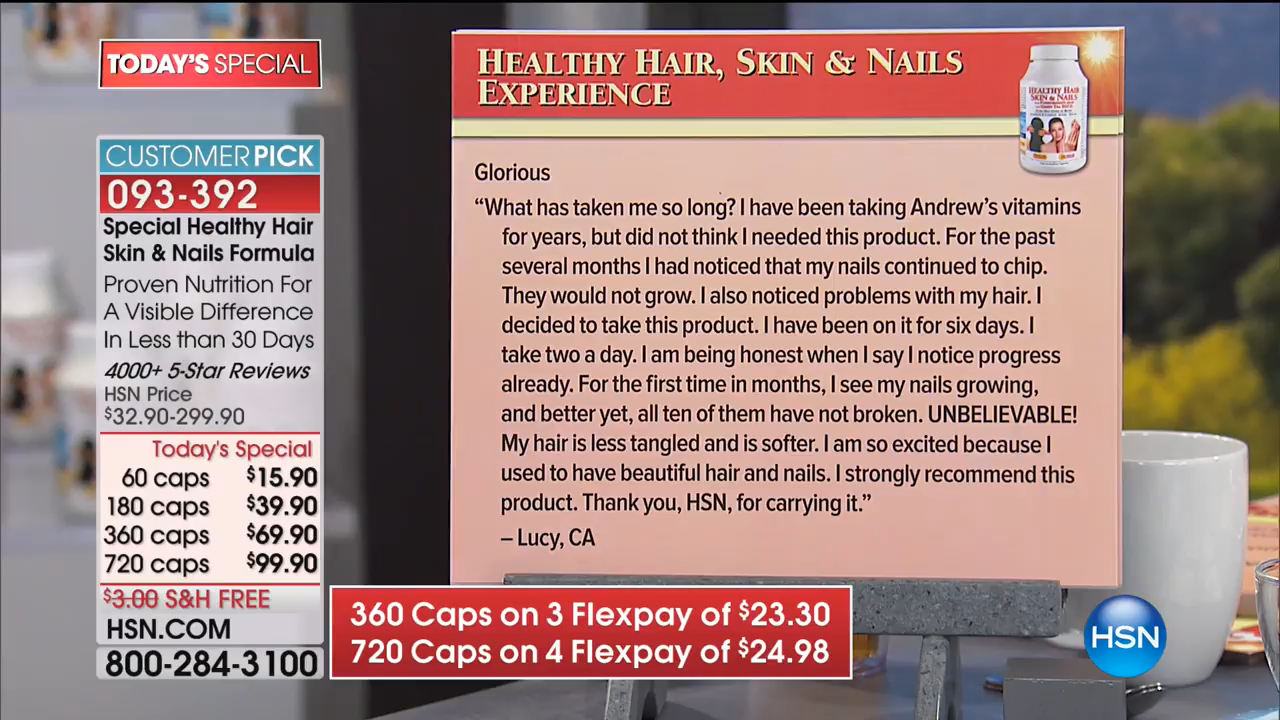 TODAY'S SPECIAL
CUSTOMER PICK
093-392
Special Healthy Hair
Skin & Nails Formula
Proven Nutrition For
A Visible Difference
In Less than 30 Days
4000+ 5-Star Reviews
HSN Price
$32.90-299.90
Today's Special
60 caps $15.90
180 caps $39.90
360 caps $69.90
720 caps $99.90
$3.00 S&H FREE
HSN.COM
800-284-3100
HEALTHY HAIR, SKIN & NAILS
EXPERIENCE
HEALTHY HAIR
SKIN & NAILS
Glorious
“What has taken me so long? I have been taking Andrew’s vitamins
for years, but did not think I needed this product. For the past
several months I had noticed that my nails continued to chip.
They would not grow. I also noticed problems with my hair. I
decided to take this product. I have been on it for six days. I
take two a day. I am being honest when I say I notice progress
already. For the first time in months, I see my nails growing,
and better yet, all ten of them have not broken. UNBELIEVABLE!
My hair is less tangled and is softer. I am so excited because I
used to have beautiful hair and nails. I strongly recommend this
product. Thank you, HSN, for carrying it.”
– Lucy, CA
360 Caps on 3 Flexpay of $23.30
720 Caps on 4 Flexpay of $24.98
HSN